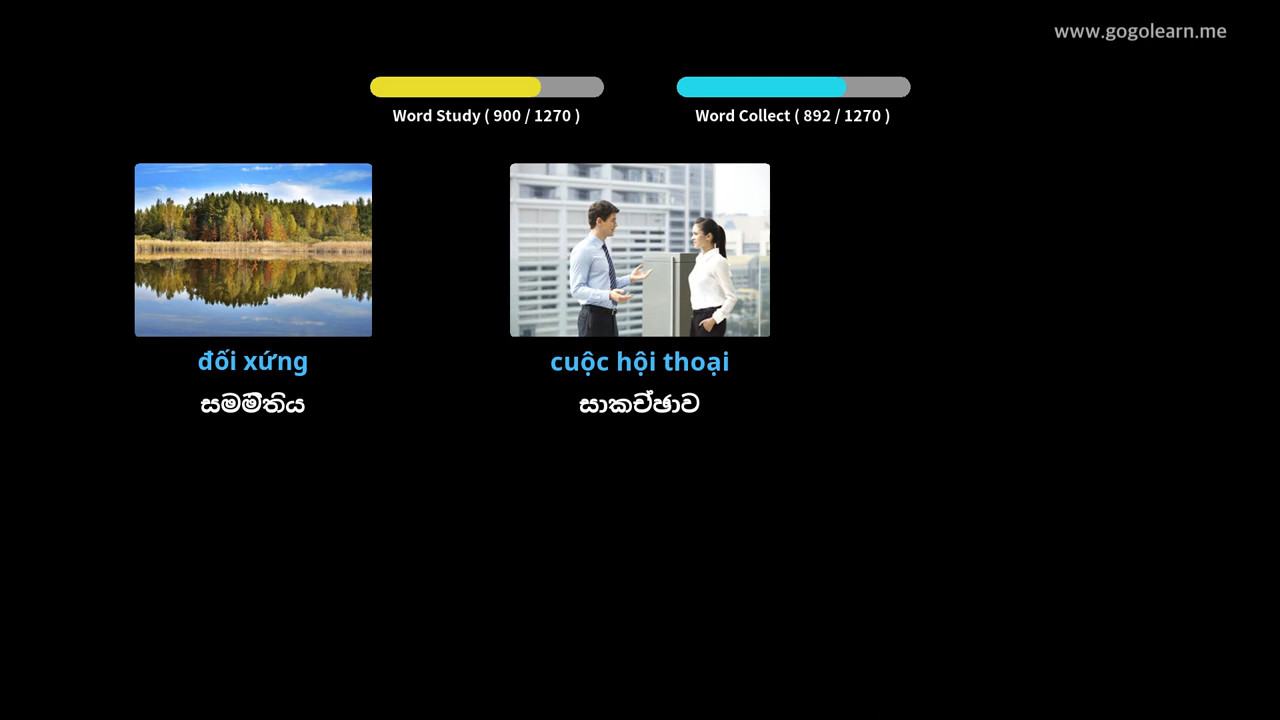 www.gogolearn.me
Word Study ( 900 / 1270 )
Word Collect ( 892 / 1270 )
đối xứng
cuộc hội thoại
සමමිතිය
සාකච්ඡාව